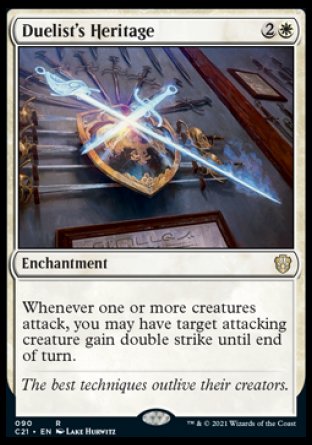 Duelist's Heritage 2
Enchantment
Whenever one or more creatures
attack, you may have target attacking
creature gain double strike until end
of turn.
The best techniques outlive their creators.
090 R
C21 • EN LAKE HURWITZ
™ & © 2021 Wizards of the Coast